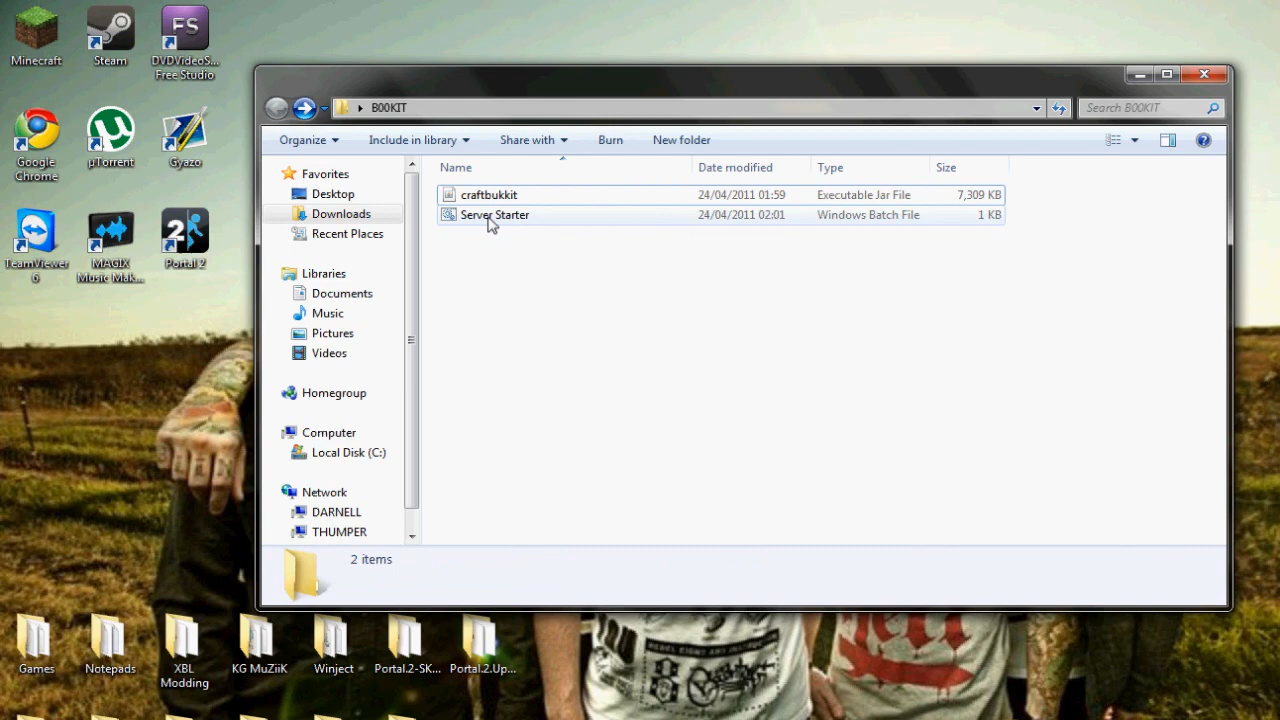 Minecraft
Steam
FS
DVDVideoS...
Free Studio
Google
Chrome
µTorrent
Gyazo
TeamViewer
6
MAGIX
Music Mak...
2
Portal 2
B00KIT
Search B00KIT
Organize
Include in library
Share with
Burn
New folder
Favorites
Desktop
Downloads
Recent Places
Libraries
Documents
Music
Pictures
Videos
Homegroup
Computer
Local Disk (C:)
Network
DARNELL
THUMPER
Name Date modified Type Size
craftbukkit 24/04/2011 01:59 Executable Jar File 7,309 KB
Server Starter 24/04/2011 02:01 Windows Batch File 1 KB
2 items
Games
Notepads
XBL
Modding
KG MuZiiK
Winject
Portal.2-SK...
Portal.2.Up...